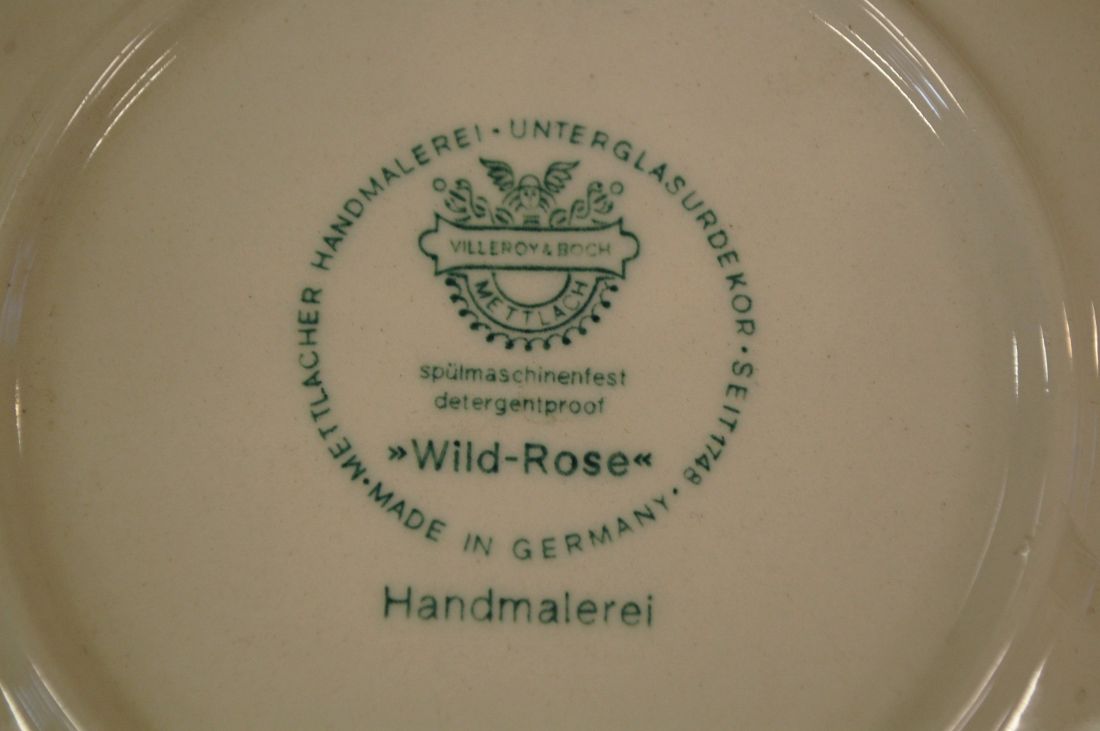 METTLACHER HANDMALEREI · UNTERGLASURDEKOR · SEIT 1748 · MADE IN GERMANY ·
VILLEROY & BOCH
METTLACH
spülmaschinenfest
detergentproof
»Wild-Rose«
Handmalerei